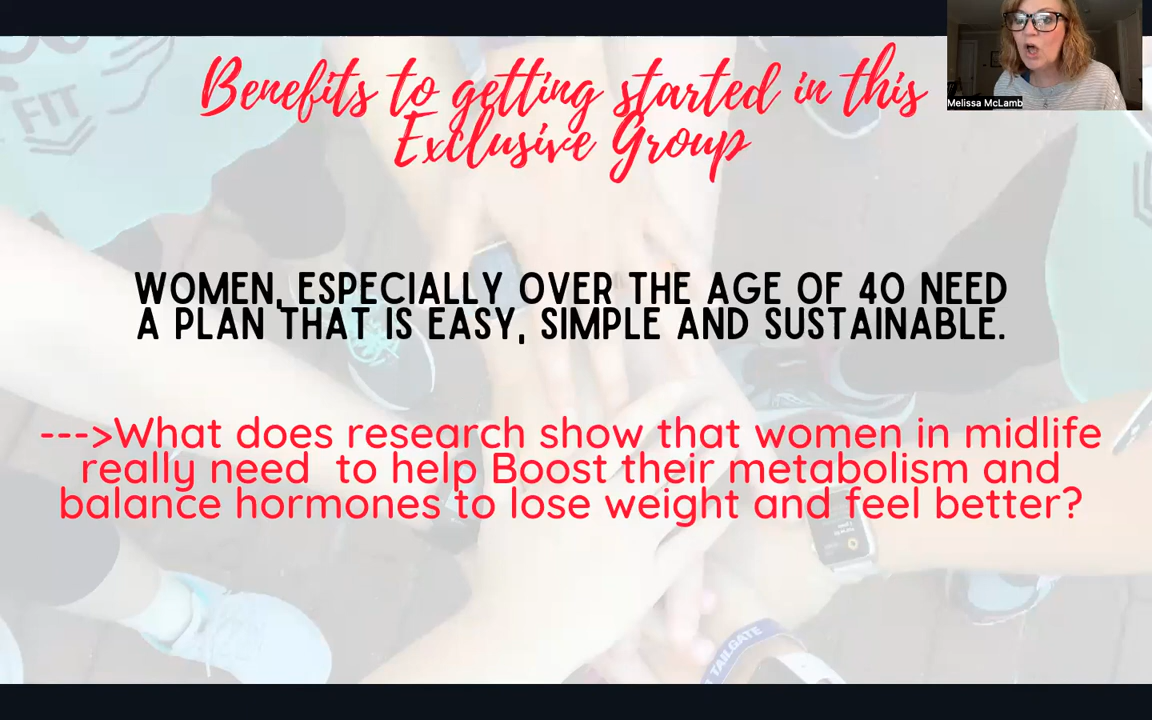 Benefits to getting started in this
Exclusive Group
Melissa McLamb
FIT
WOMEN, ESPECIALLY OVER THE AGE OF 40 NEED
A PLAN THAT IS EASY, SIMPLE AND SUSTAINABLE.
--->What does research show that women in midlife
really need  to help Boost their metabolism and
balance hormones to lose weight and feel better?
TAILGATE